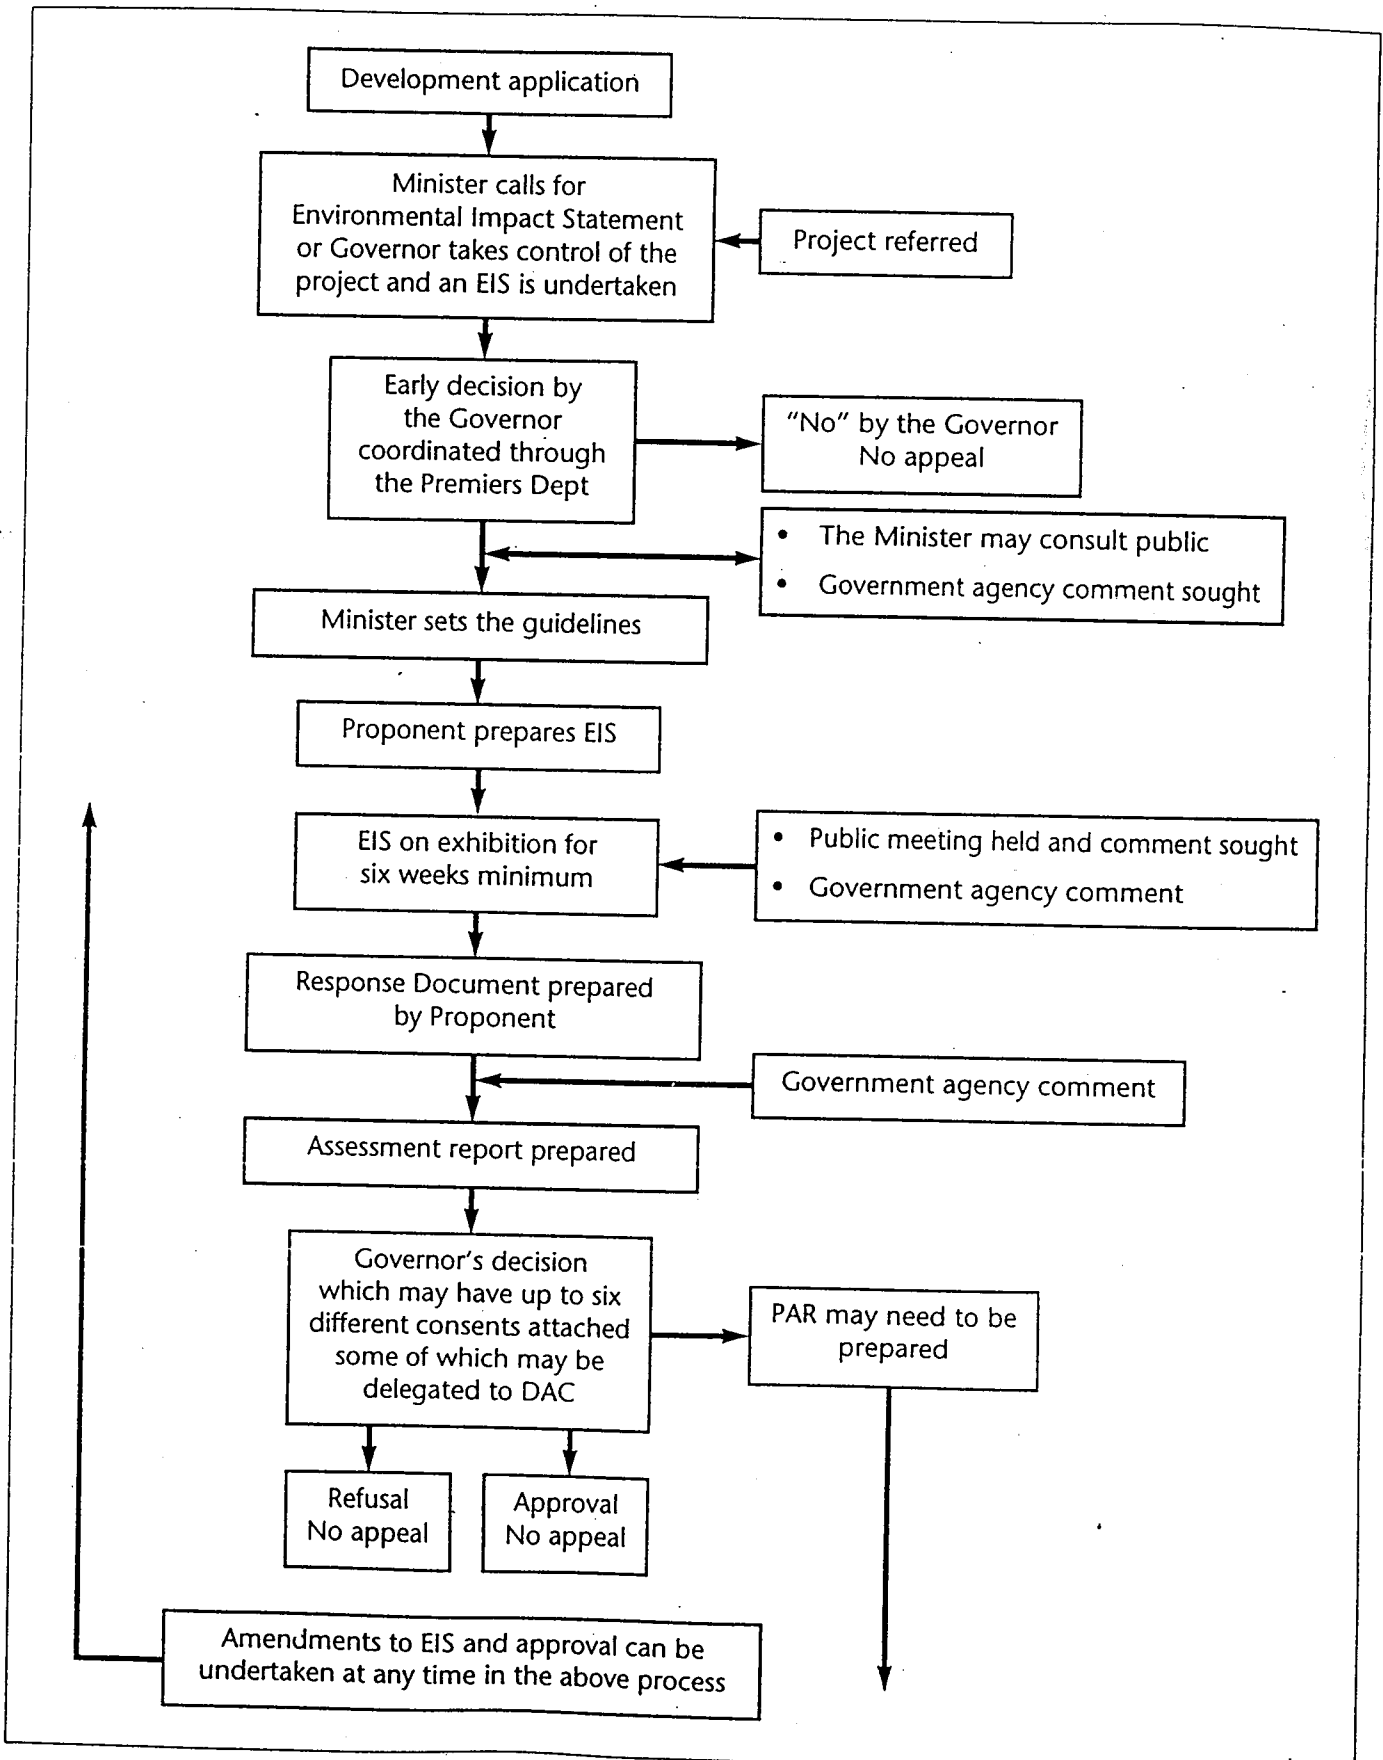 Development application
Minister calls for
Environmental Impact Statement
or Governor takes control of the
project and an EIS is undertaken
Project referred
Early decision by
the Governor
coordinated through
the Premiers Dept
“No” by the Governor
No appeal
• The Minister may consult public
• Government agency comment sought
Minister sets the guidelines
Proponent prepares EIS
EIS on exhibition for
six weeks minimum
• Public meeting held and comment sought
• Government agency comment
Response Document prepared
by Proponent
Government agency comment
Assessment report prepared
Governor's decision
which may have up to six
different consents attached
some of which may be
delegated to DAC
PAR may need to be
prepared
Refusal
No appeal
Approval
No appeal
Amendments to EIS and approval can be
undertaken at any time in the above process